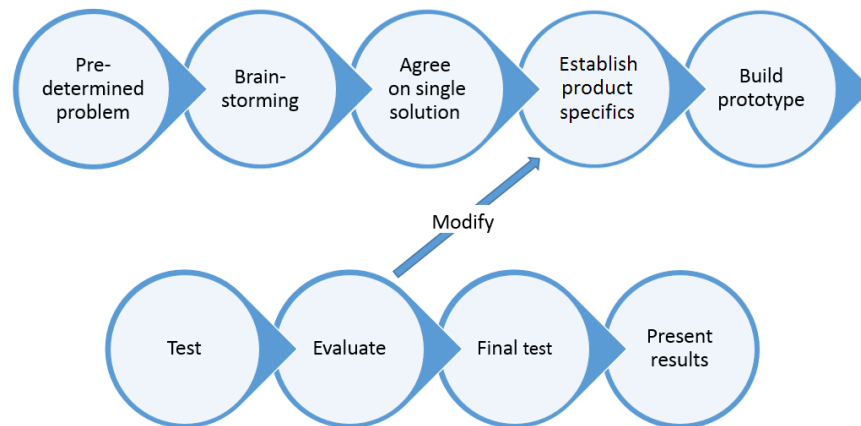 Pre-
determined
problem
Brain-
storming
Agree
on single
solution
Establish
product
specifics
Build
prototype
Modify
Test
Evaluate
Final test
Present
results